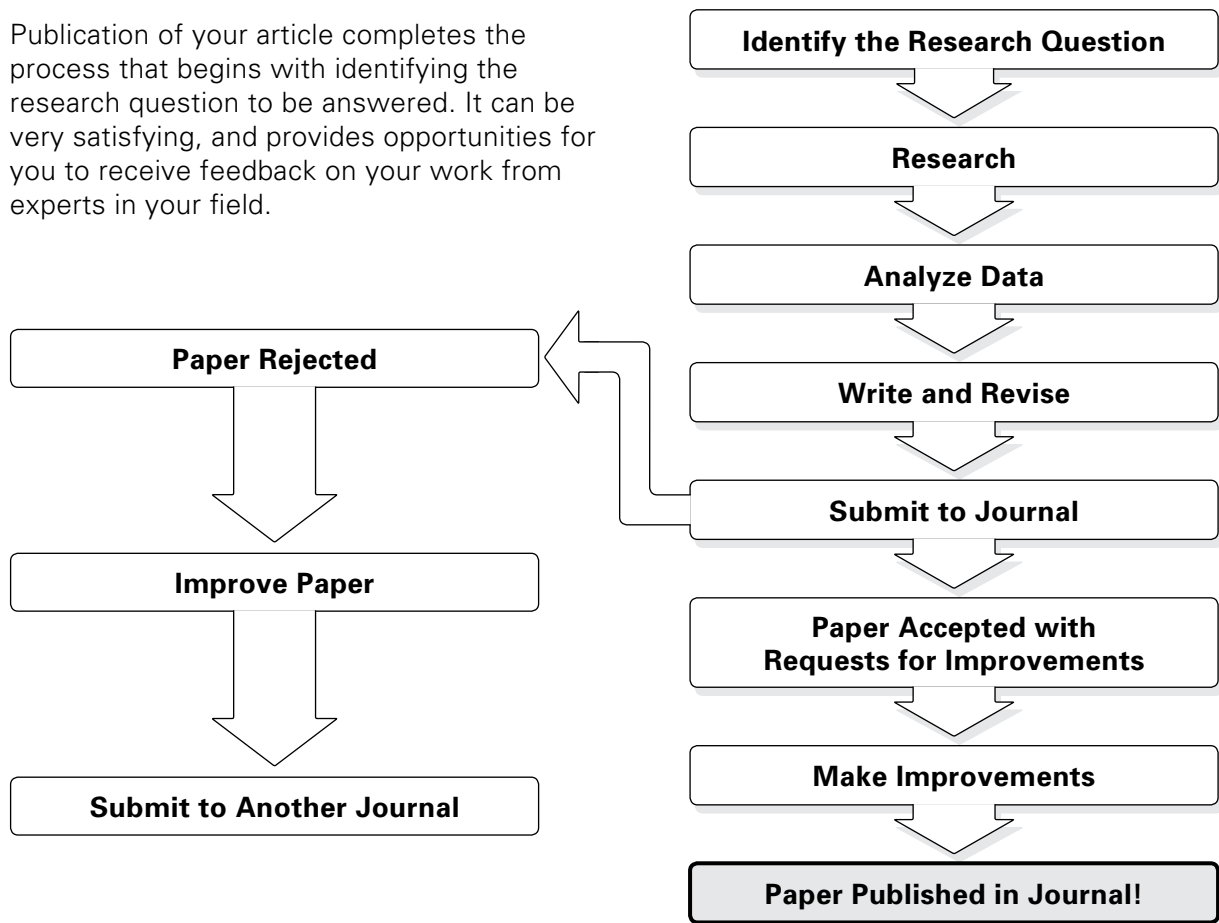 Publication of your article completes the
process that begins with identifying the
research question to be answered. It can be
very satisfying, and provides opportunities for
you to receive feedback on your work from
experts in your field.
Identify the Research Question
Research
Analyze Data
Write and Revise
Submit to Journal
Paper Accepted with
Requests for Improvements
Make Improvements
Paper Published in Journal!
Paper Rejected
Improve Paper
Submit to Another Journal